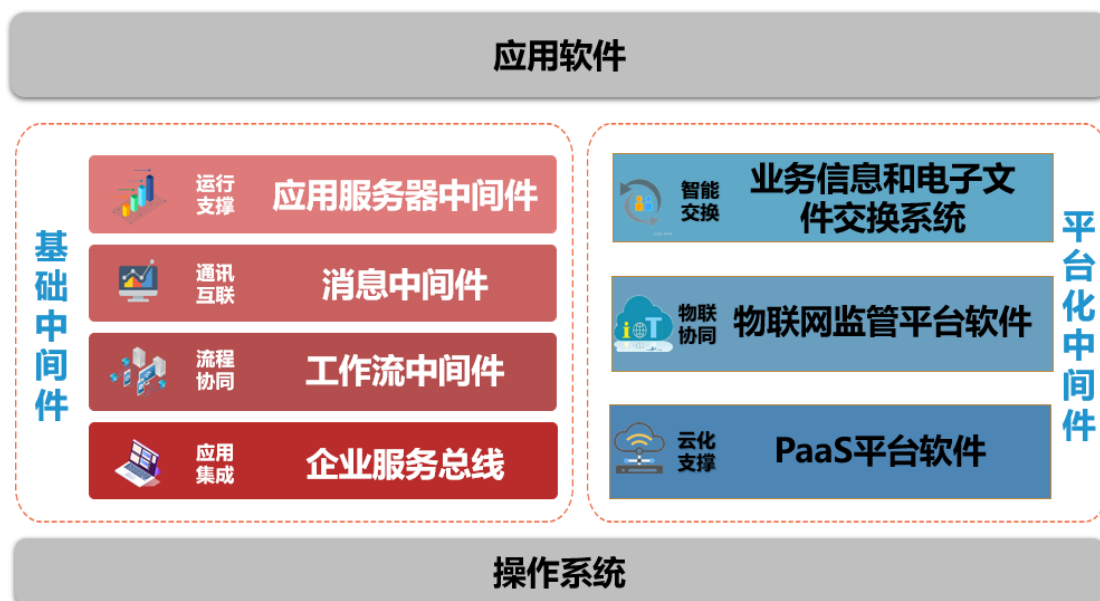 应用软件
基础中间件
运行
支撑
应用服务器中间件
通讯
互联
消息中间件
流程
协同
工作流中间件
应用
集成
企业服务总线
智能
交换
业务信息和电子文
件交换系统
物联
协同
iOT
物联网监管平台软件
云化
支撑
PaaS平台软件
平台化中间件
操作系统